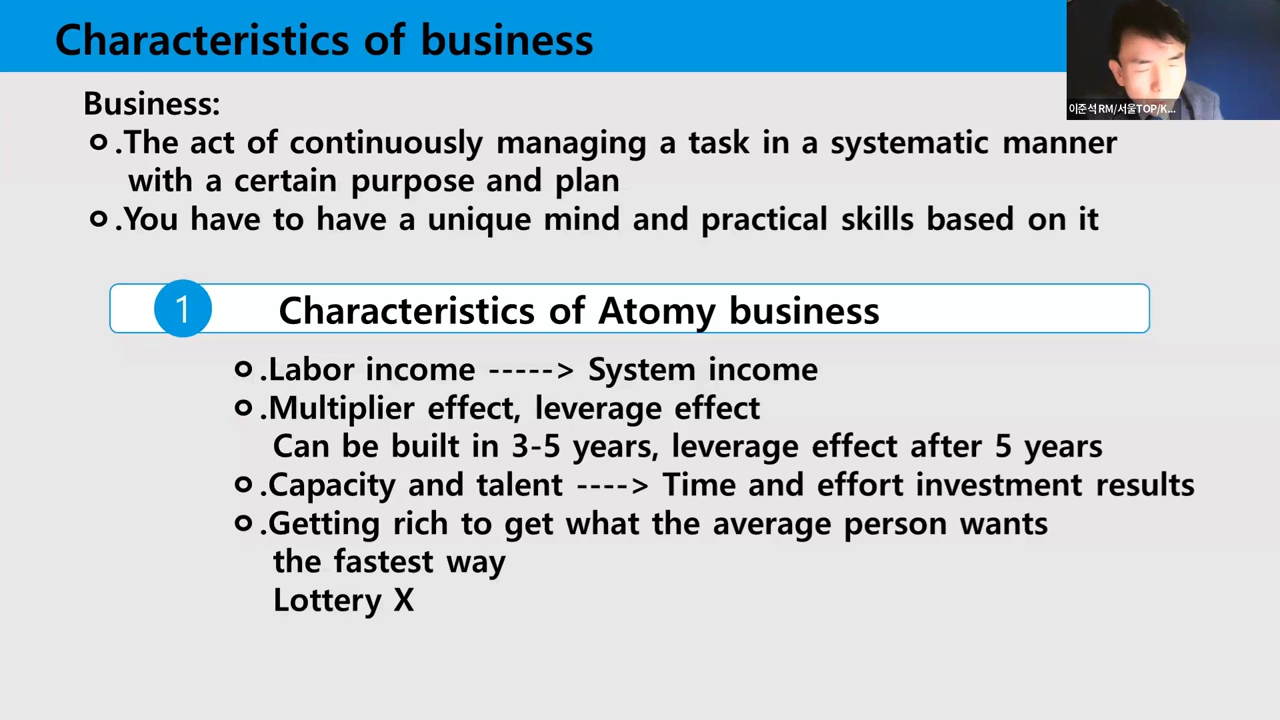 Characteristics of business
이준석 RM/서울TOP/K...
Business:
.The act of continuously managing a task in a systematic manner
with a certain purpose and plan
.You have to have a unique mind and practical skills based on it
1 Characteristics of Atomy business
.Labor income -----> System income
.Multiplier effect, leverage effect
Can be built in 3-5 years, leverage effect after 5 years
.Capacity and talent ----> Time and effort investment results
.Getting rich to get what the average person wants
the fastest way
Lottery X